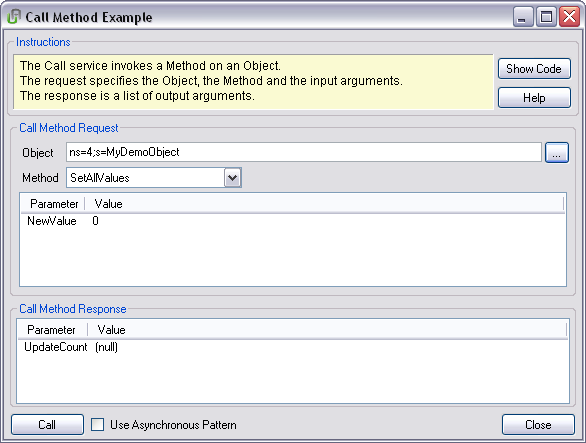 Call Method Example
Instructions
The Call service invokes a Method on an Object.
The request specifies the Object, the Method and the input arguments.
The response is a list of output arguments.
Show Code
Help
Call Method Request
Object ns=4;s=MyDemoObject ...
Method SetAllValues
Parameter Value
NewValue 0
Call Method Response
Parameter Value
UpdateCount (null)
Call Use Asynchronous Pattern Close